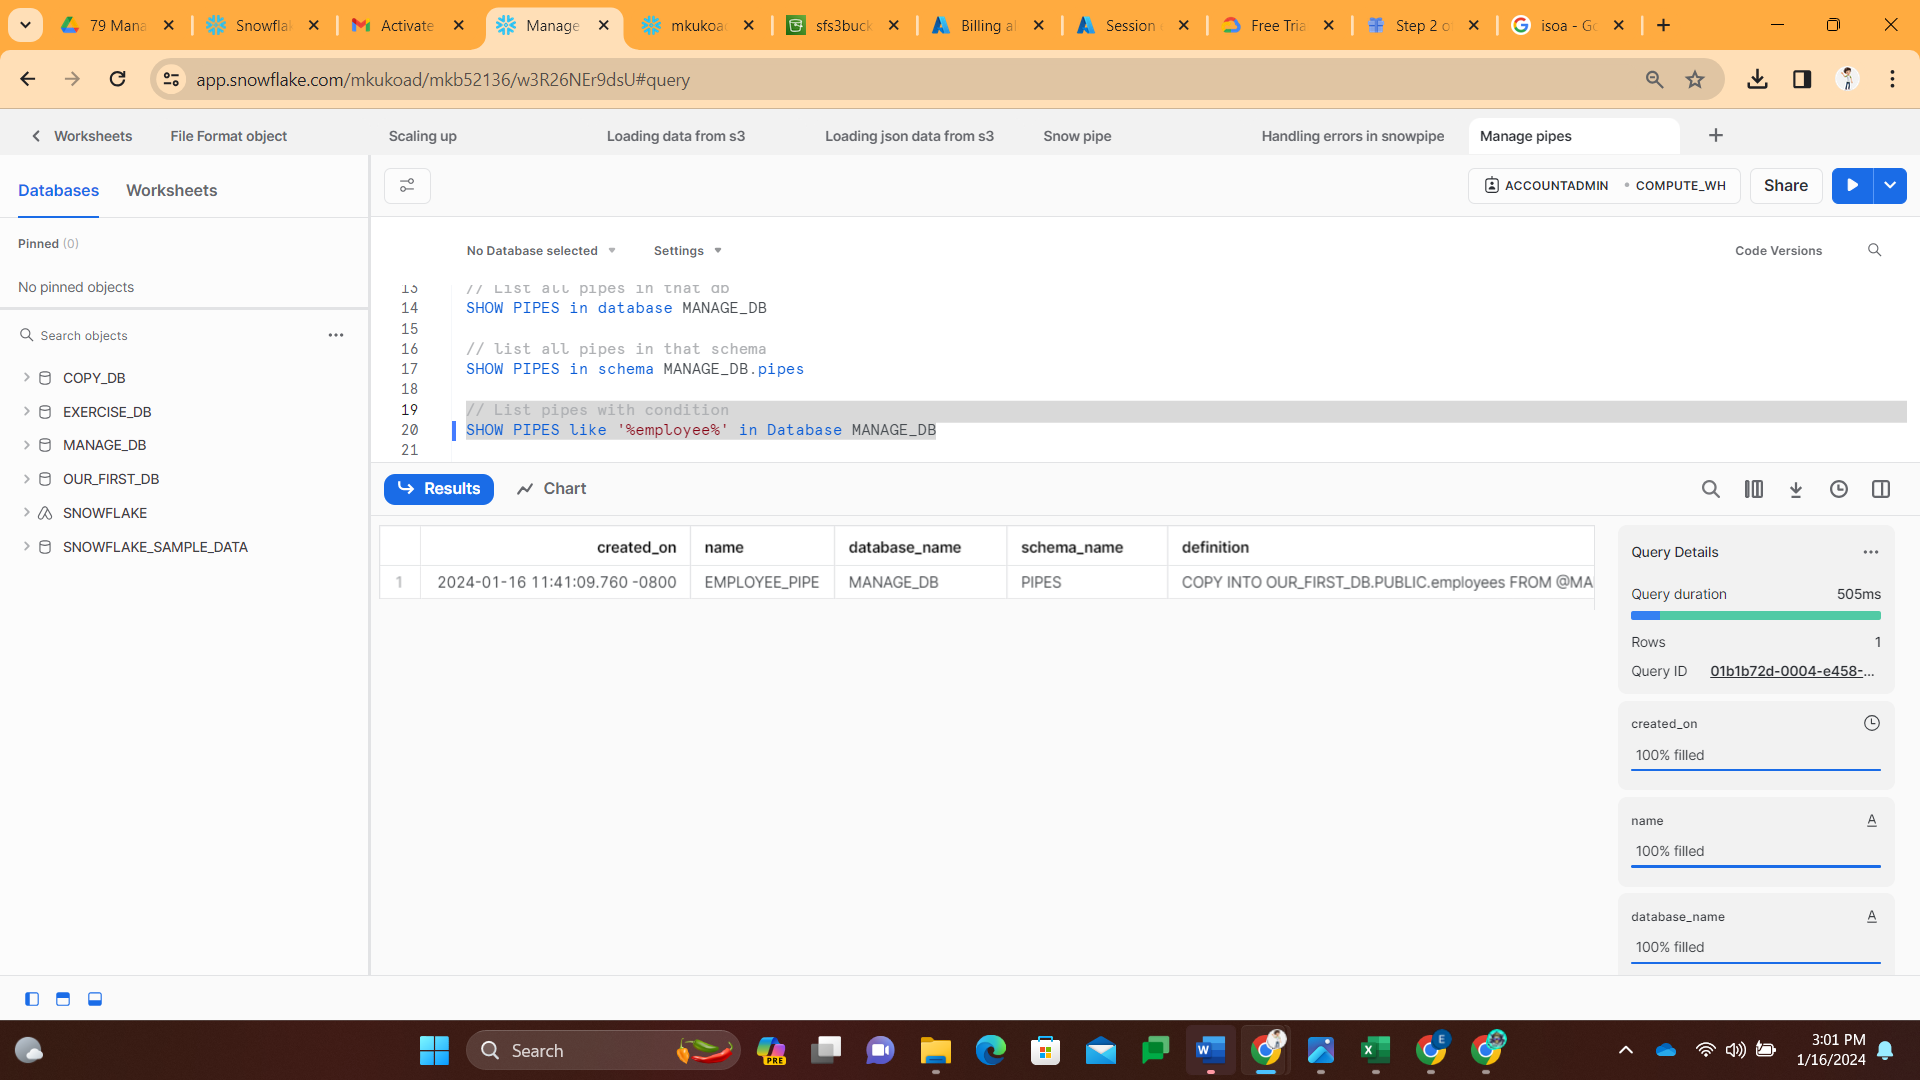 79 Mana
Snowflak
Activate
Manage
mkukoad
sfs3buck
Billing al
Session
Free Tria
Step 2 o
isoa - Go
app.snowflake.com/mkukoad/mkb52136/w3R26NEr9dsU#query
Worksheets
File Format object
Scaling up
Loading data from s3
Loading json data from s3
Snow pipe
Handling errors in snowpipe
Manage pipes
Databases
Worksheets
ACCOUNTADMIN
COMPUTE_WH
Share
Pinned (0)
No pinned objects
Search objects
COPY_DB
EXERCISE_DB
MANAGE_DB
OUR_FIRST_DB
SNOWFLAKE
SNOWFLAKE_SAMPLE_DATA
No Database selected
Settings
Code Versions
13 // List all pipes in that db
14 SHOW PIPES in database MANAGE_DB
15
16 // list all pipes in that schema
17 SHOW PIPES in schema MANAGE_DB.pipes
18
19 // List pipes with condition
20 SHOW PIPES like '%employee%' in Database MANAGE_DB
21
Results
Chart
created_on name database_name schema_name definition
1 2024-01-16 11:41:09.760 -0800 EMPLOYEE_PIPE MANAGE_DB PIPES COPY INTO OUR_FIRST_DB.PUBLIC.employees FROM @MA
Query Details
Query duration 505ms
Rows 1
Query ID 01b1b72d-0004-e458-...
created_on
100% filled
name A
100% filled
database_name A
100% filled
Search
PRE
E
3:01 PM
1/16/2024